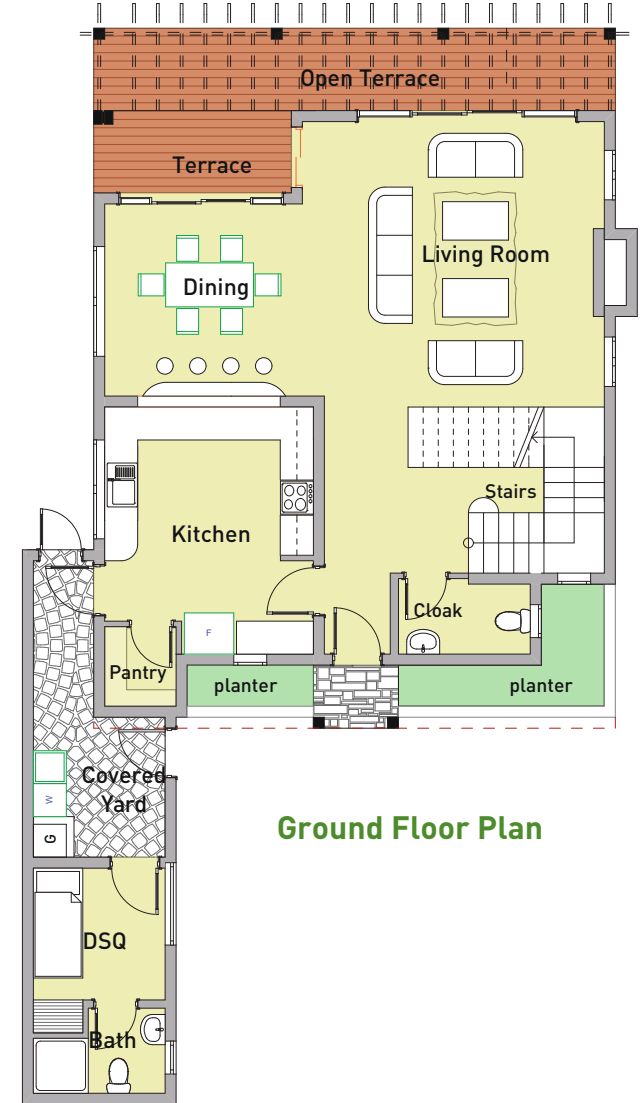 Open Terrace
Terrace
Living Room
Dining
Stairs
Kitchen
Cloak
F
Pantry
planter
planter
Covered
Yard
W
G
Ground Floor Plan
DSQ
Bath